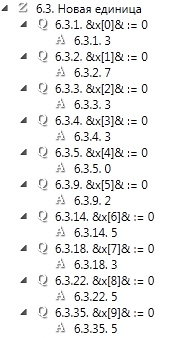 Z 6.3. Новая единица
Q 6.3.1. &x[0]& := 0
A 6.3.1. 3
Q 6.3.2. &x[1]& := 0
A 6.3.2. 7
Q 6.3.3. &x[2]& := 0
A 6.3.3. 3
Q 6.3.4. &x[3]& := 0
A 6.3.4. 3
Q 6.3.5. &x[4]& := 0
A 6.3.5. 0
Q 6.3.9. &x[5]& := 0
A 6.3.9. 2
Q 6.3.14. &x[6]& := 0
A 6.3.14. 5
Q 6.3.18. &x[7]& := 0
A 6.3.18. 3
Q 6.3.22. &x[8]& := 0
A 6.3.22. 5
Q 6.3.35. &x[9]& := 0
A 6.3.35. 5